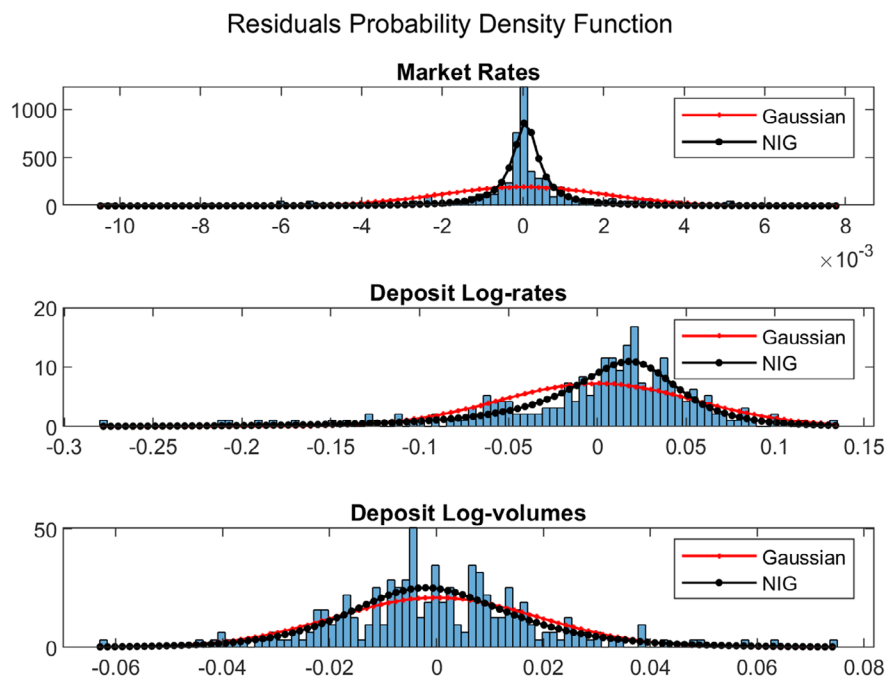 Residuals Probability Density Function
Market Rates
1000
500
0
Gaussian
NIG
-10 -8 -6 -4 -2 0 2 4 6 8
×10-3
Deposit Log-rates
20
10
0
Gaussian
NIG
-0.3 -0.25 -0.2 -0.15 -0.1 -0.05 0 0.05 0.1 0.15
Deposit Log-volumes
50
0
Gaussian
NIG
-0.06 -0.04 -0.02 0 0.02 0.04 0.06 0.08